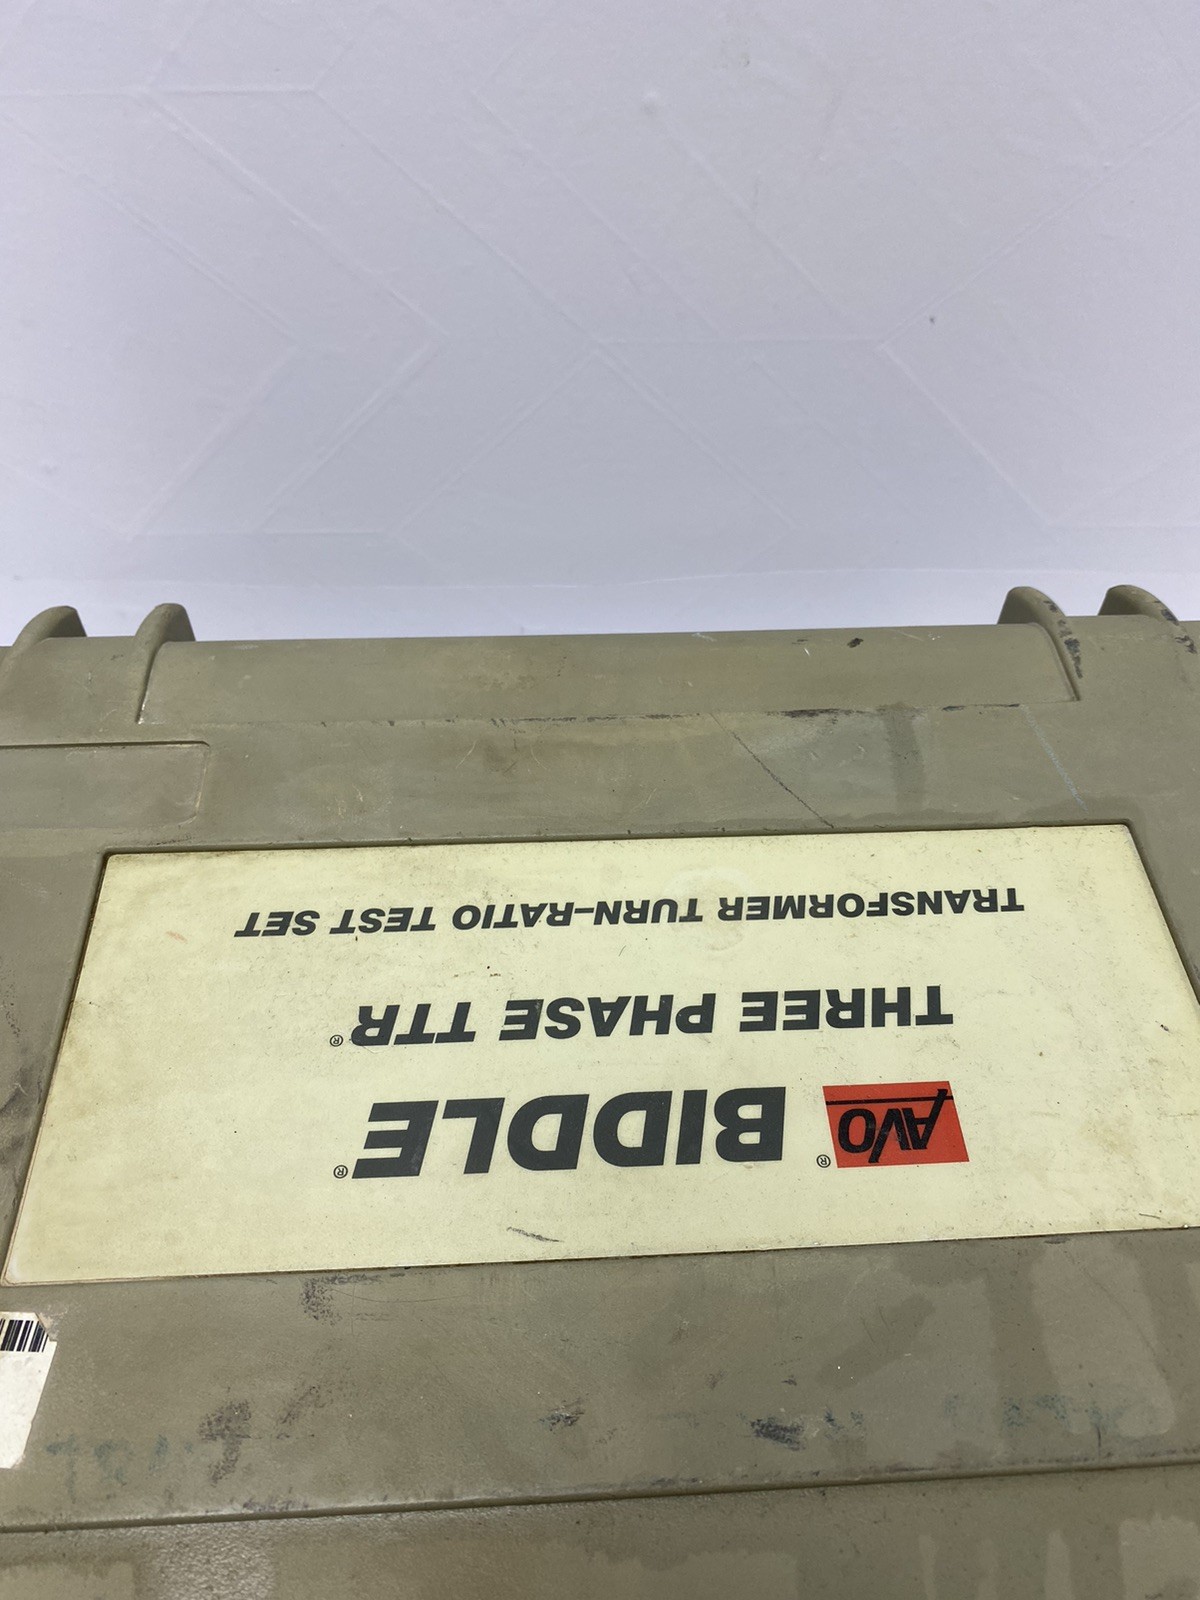 AVO® BIDDLE®
THREE PHASE TTR®
TRANSFORMER TURN-RATIO TEST SET